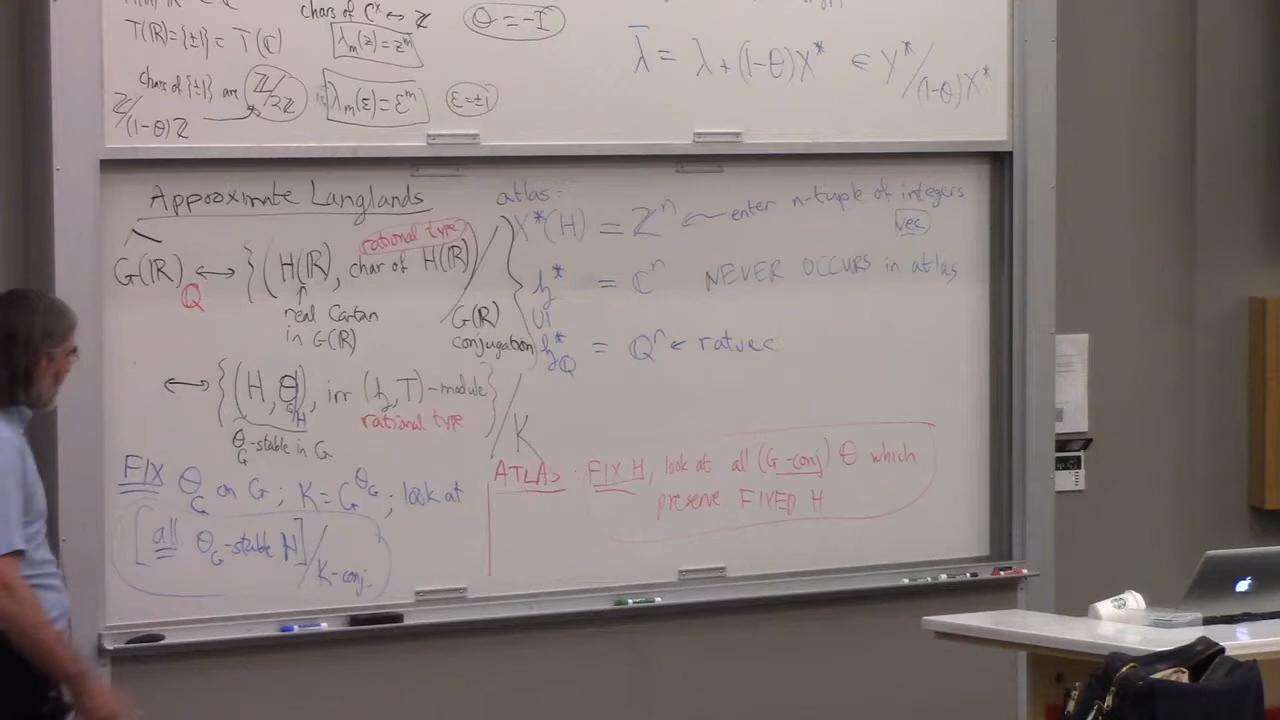 chars of ℂ^x ↔ ℤ
θ = -I
T(ℝ) = {±1} = T(ℂ)
λ_m(z) = z^m
chars of {±1} are ℤ/2ℤ
λ_m(ε) = ε^m
ε = ±1
ℤ/(1-θ)ℤ
λ̄ = λ + (1-θ)X* ∈ X*/(1-θ)X*
Approximate Langlands
G(ℝ) ↔ {(H(ℝ), char of H(ℝ))} / G(ℝ) conjugation
rational type
Q
real Cartan
in G(ℝ)
↔ {(H, θ_G|_H), irr (h, T)-module} / K
θ_G-stable in G
rational type
FIX θ_G on G; K = G^θ_G; look at
[all θ_G-stable H] / K-conj.
atlas:
X*(H) = ℤ^n ← enter n-tuple of integers
vec
h* = ℂ^n NEVER OCCURS in atlas
∪|
h*_Q = Q^n ← ratvec
ATLAS: FIX H, look at all (G-conj) θ which
preserve FIXED H